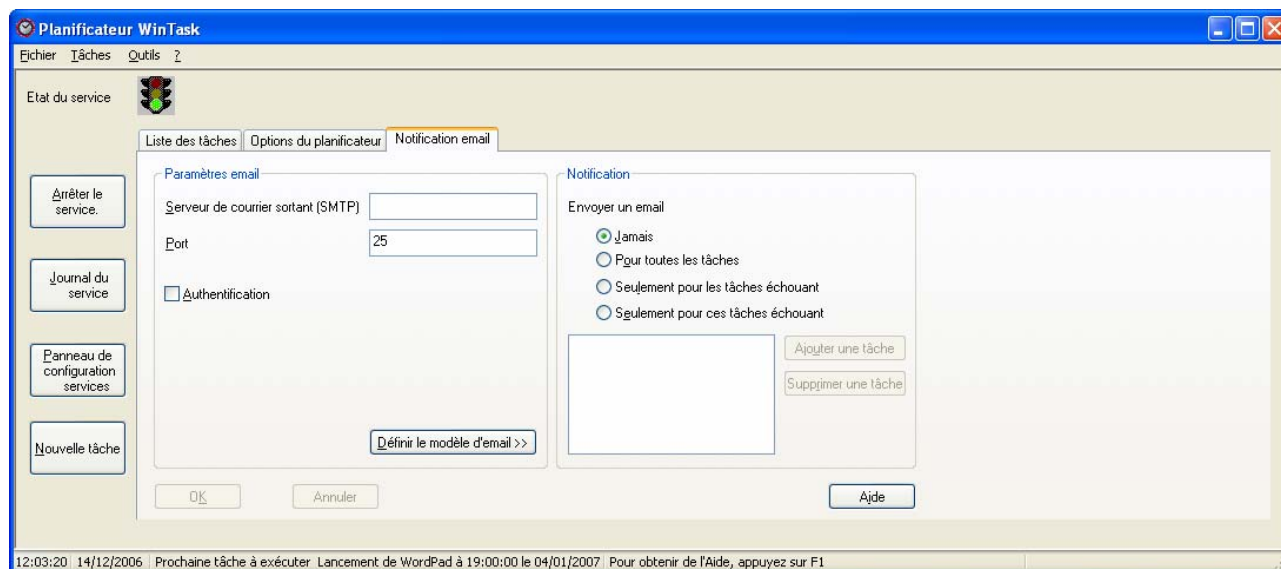 Planificateur WinTask
Fichier Tâches Outils ?
Etat du service
Liste des tâches Options du planificateur Notification email
Arrêter le
service.
Journal du
service
Panneau de
configuration
services
Nouvelle tâche
Paramètres email
Serveur de courrier sortant (SMTP)
Port 25
Authentification
Définir le modèle d'email >>
Notification
Envoyer un email
Jamais
Pour toutes les tâches
Seulement pour les tâches échouant
Seulement pour ces tâches échouant
Ajouter une tâche
Supprimer une tâche
OK Annuler Aide
12:03:20 14/12/2006 Prochaine tâche à exécuter Lancement de WordPad à 19:00:00 le 04/01/2007 Pour obtenir de l'Aide, appuyez sur F1